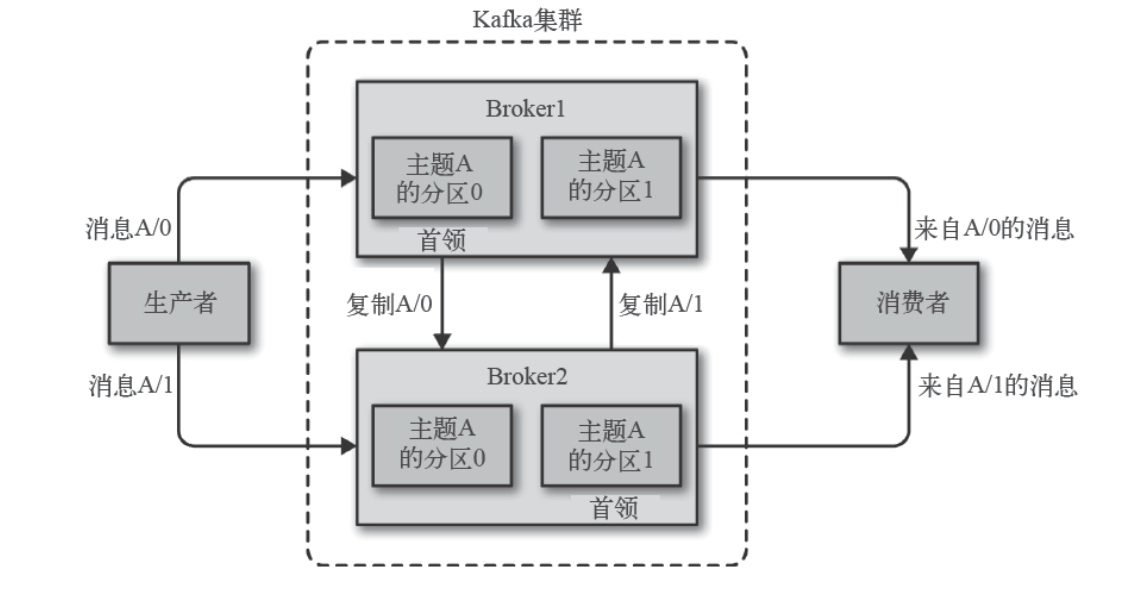 Kafka集群
Broker1
主题A
的分区0
主题A
的分区1
首领
消息A/0
来自A/0的消息
生产者
复制A/0
复制A/1
消费者
消息A/1
来自A/1的消息
Broker2
主题A
的分区0
主题A
的分区1
首领